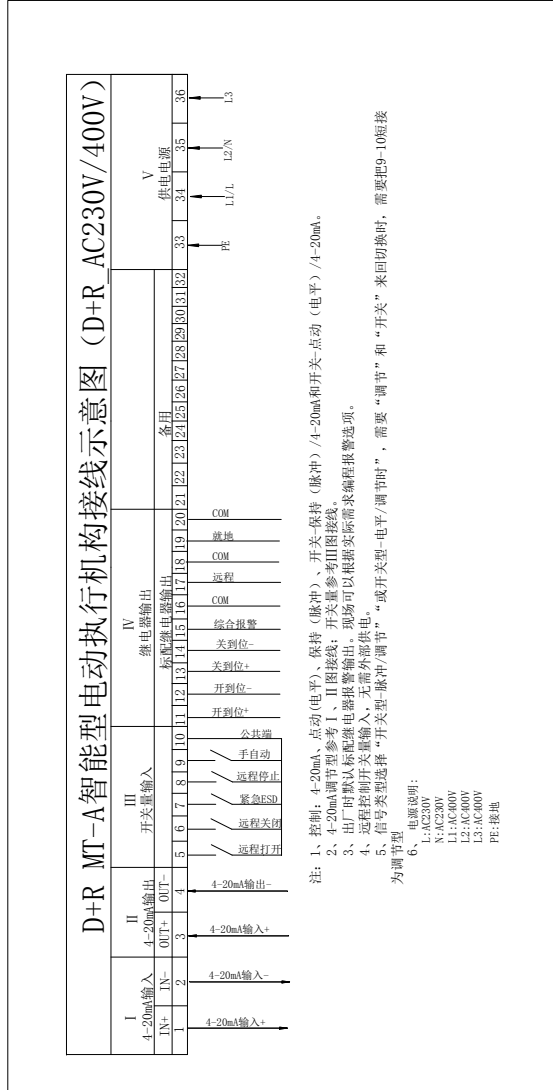 D+R MT-A智能型电动执行机构接线示意图（D+R AC230V/400V）
I
4-20mA输入
II
4-20mA输出
III
开关量输入
IV
继电器输出
标配继电器输出
备用
V
供电电源
IN+ IN- OUT+ OUT-
1 2 3 4 5 6 7 8 9 10 11 12 13 14 15 16 17 18 19 20 21 22 23 24 25 26 27 28 29 30 31 32 33 34 35 36
4-20mA输入+
4-20mA输入-
4-20mA输入+
4-20mA输出-
远程打开
远程关闭
紧急ESD
远程停止
手自动
公共端
开到位+
开到位-
关到位+
关到位-
综合报警
COM
远程
COM
就地
COM
PE
L1/L
L2/N
L3
注：1、控制：4-20mA、点动(电平)、保持（脉冲）、开关-保持（脉冲）/4-20mA和开关-点动（电平）/4-20mA。
2、4-20mA调节型参考Ⅰ、Ⅱ图接线；开关量参考Ⅲ图接线。
3、出厂时默认标配继电器报警输出。现场可以根据实际需求编程报警选项。
4、远程控制开关量输入，无需外部供电。
5、信号类型选择“开关型-脉冲/调节”“或开关型-电平/调节时”，需要“调节”和“开关”来回切换时，需要把9-10短接
为调节型
6、电源说明：
L:AC230V
N:AC230V
L1:AC400V
L2:AC400V
L3:AC400V
PE:接地